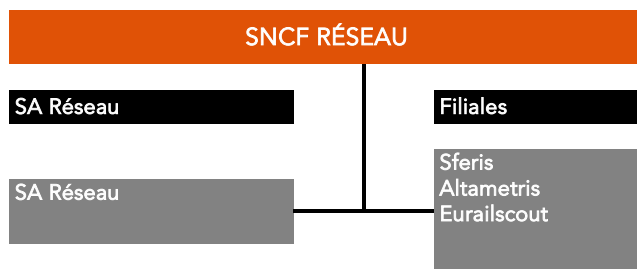 SNCF RÉSEAU
SA Réseau
Filiales
SA Réseau
Sferis
Altametris
Eurailscout